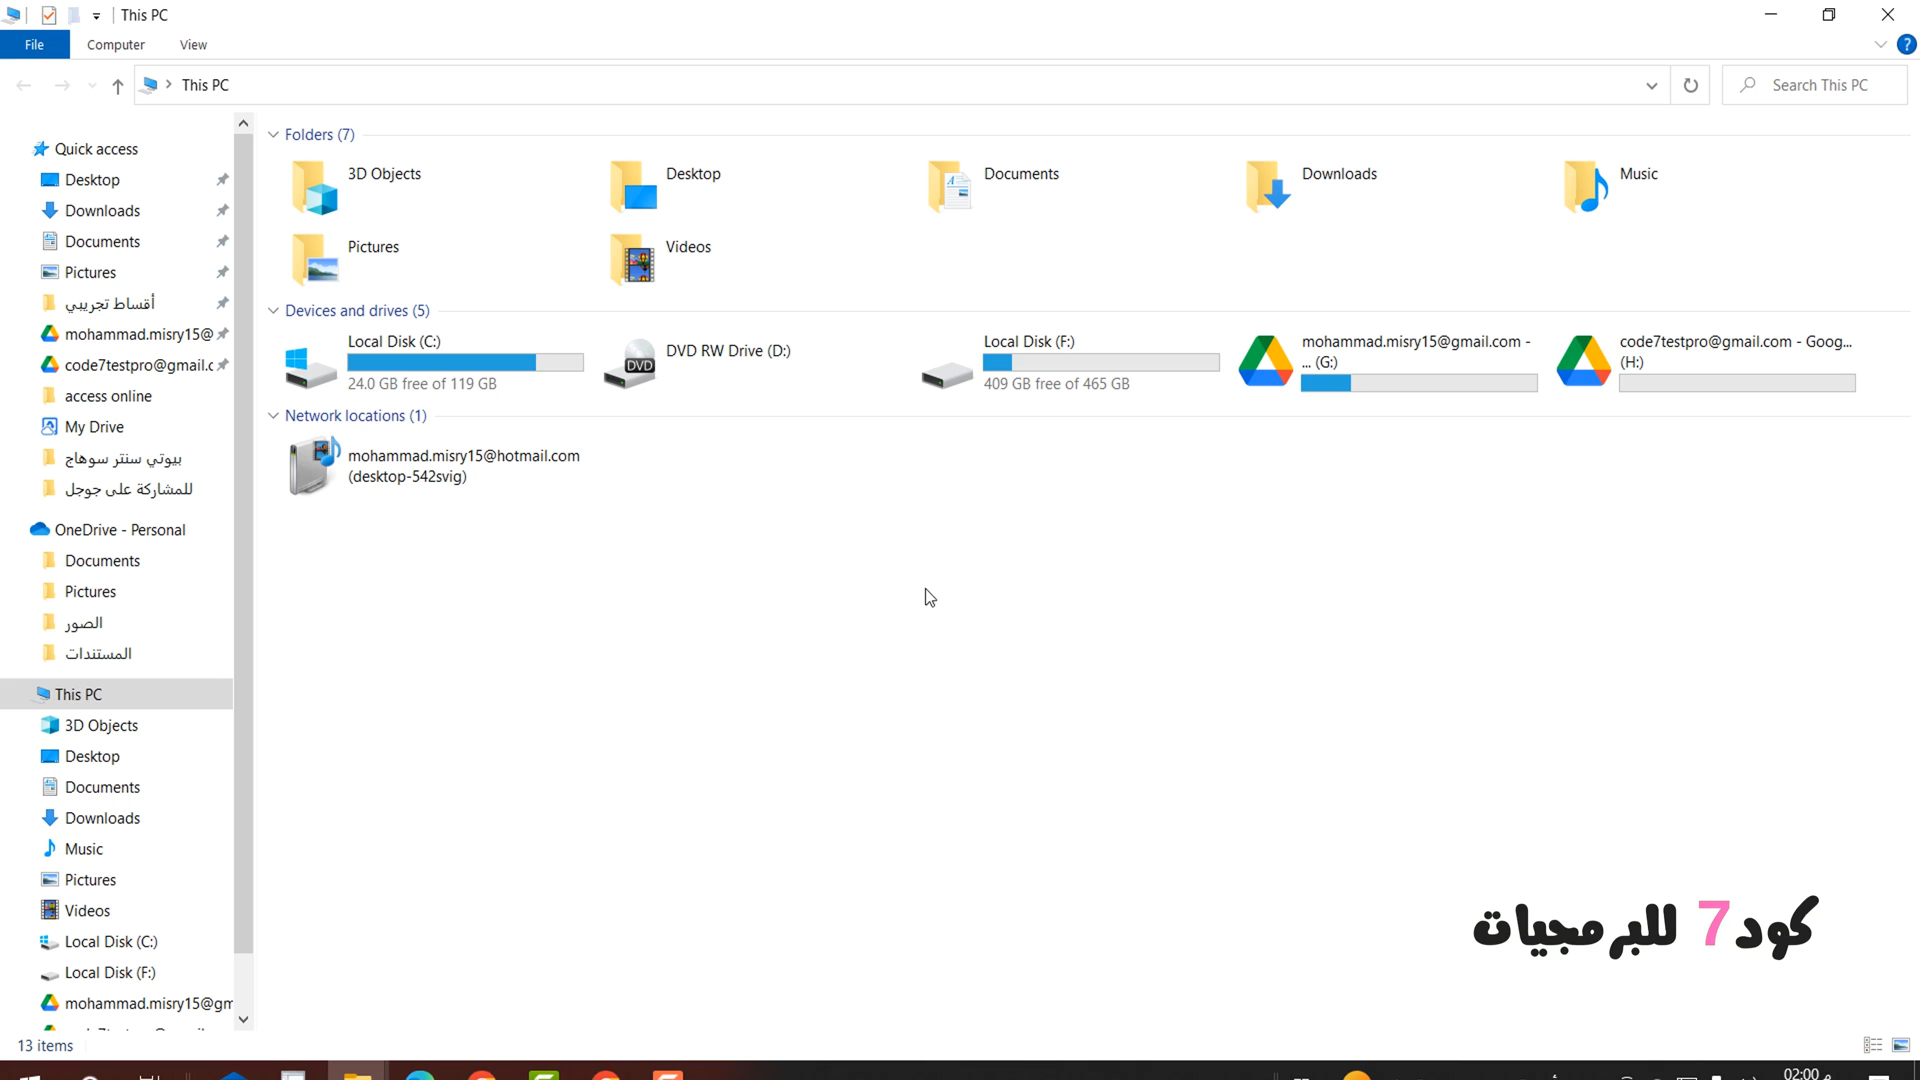 This PC
File
Computer
View
This PC
Search This PC
Quick access
Desktop
Downloads
Documents
Pictures
أقساط تجريبي
mohammad.misry15@
code7testpro@gmail.c
access online
My Drive
بيوتي سنتر سوهاج
للمشاركة على جوجل
OneDrive - Personal
Documents
Pictures
الصور
المستندات
This PC
3D Objects
Desktop
Documents
Downloads
Music
Pictures
Videos
Local Disk (C:)
Local Disk (F:)
mohammad.misry15@gm
Folders (7)
3D Objects
Desktop
Documents
Downloads
Music
Pictures
Videos
Devices and drives (5)
Local Disk (C:)
24.0 GB free of 119 GB
DVD RW Drive (D:)
DVD
Local Disk (F:)
409 GB free of 465 GB
mohammad.misry15@gmail.com -
... (G:)
code7testpro@gmail.com - Goog...
(H:)
Network locations (1)
mohammad.misry15@hotmail.com
(desktop-542svig)
كود7 للبرمجيات
13 items
02:00